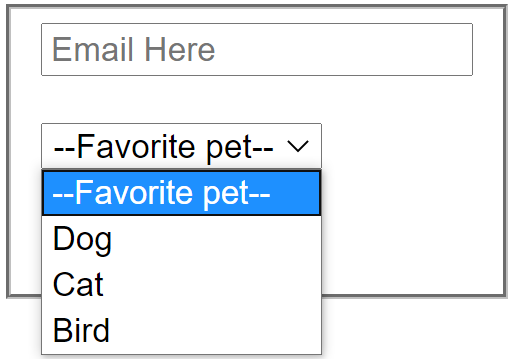 Email Here
--Favorite pet--
--Favorite pet--
Dog
Cat
Bird